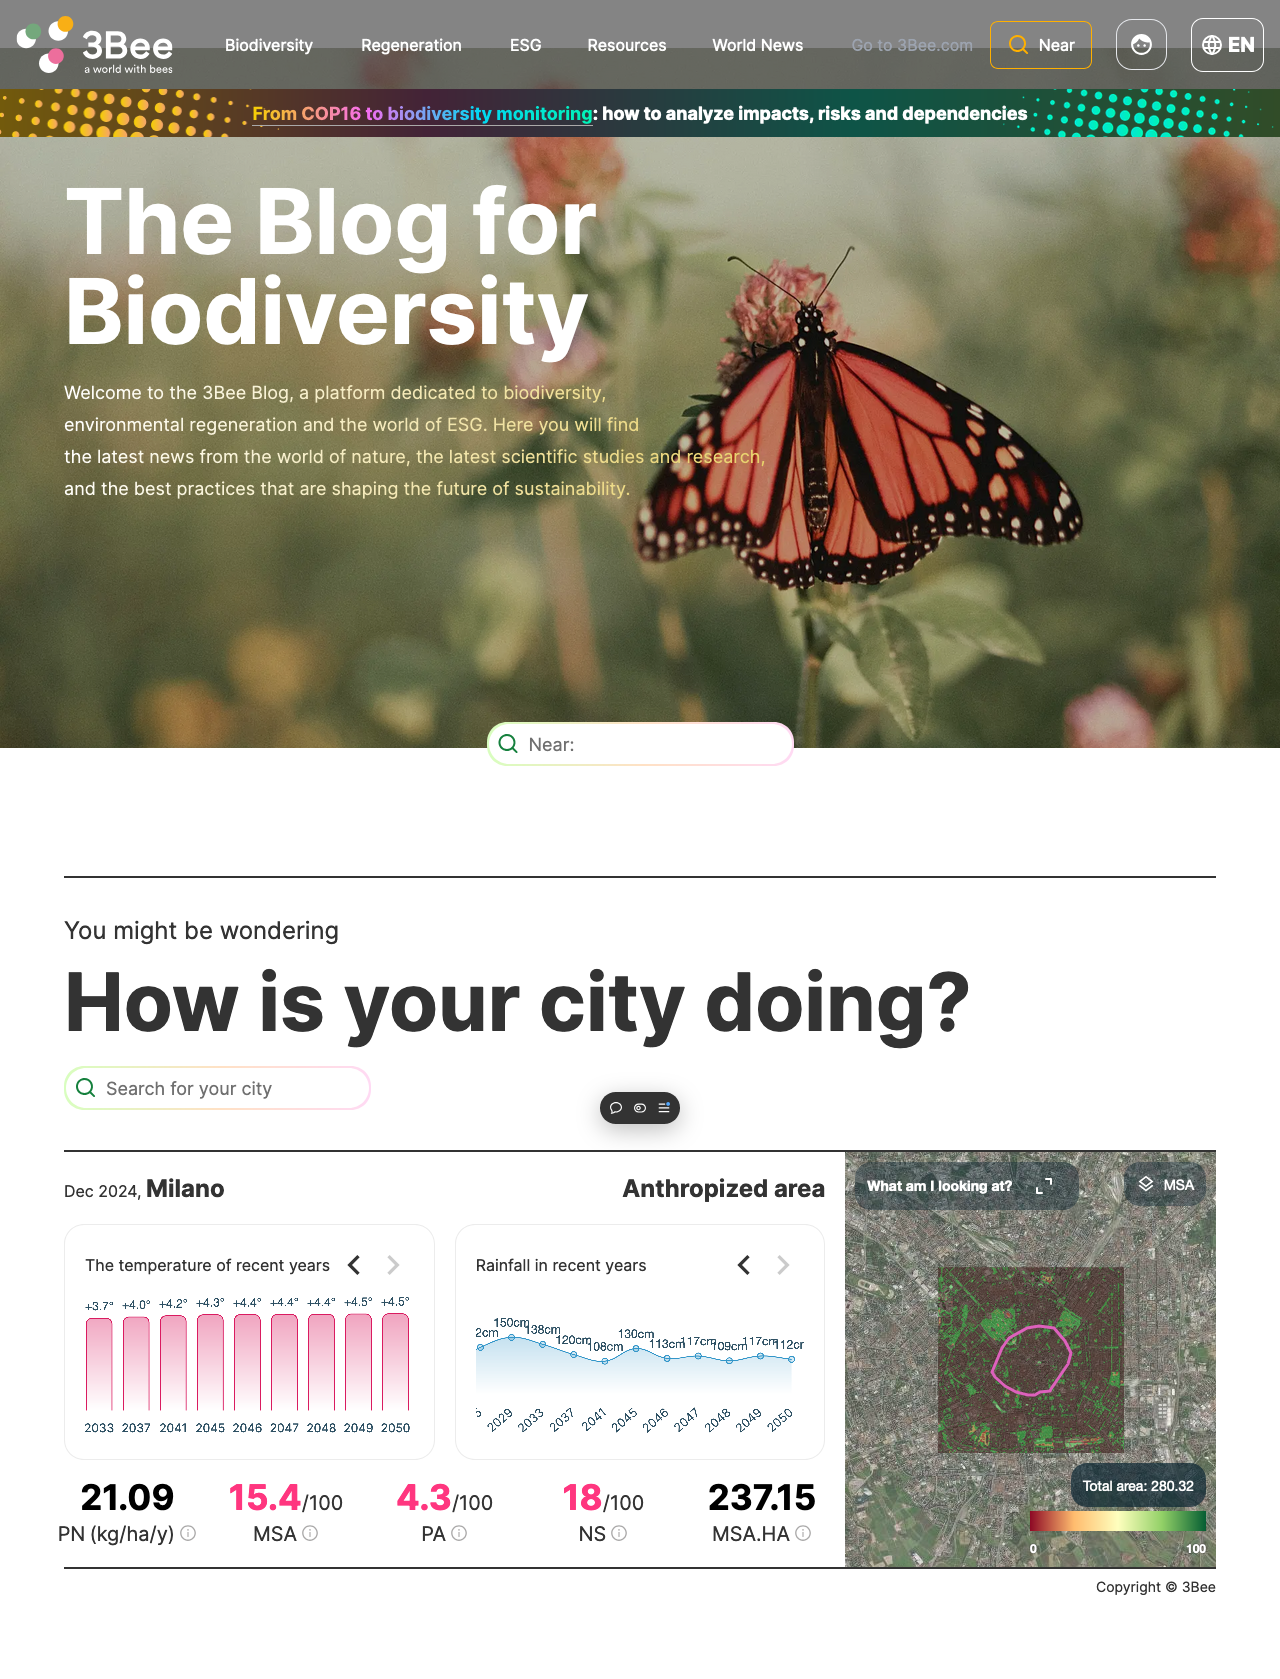 3Bee
a world with bees
Biodiversity
Regeneration
ESG
Resources
World News
Go to 3Bee.com
Near
EN
From COP16 to biodiversity monitoring: how to analyze impacts, risks and dependencies
The Blog for
Biodiversity
Welcome to the 3Bee Blog, a platform dedicated to biodiversity,
environmental regeneration and the world of ESG. Here you will find
the latest news from the world of nature, the latest scientific studies and research,
and the best practices that are shaping the future of sustainability.
Near:
You might be wondering
How is your city doing?
Search for your city
Dec 2024, Milano
Anthropized area
The temperature of recent years
+3.7° +4.0° +4.2° +4.3° +4.4° +4.4° +4.4° +4.5° +4.5°
2033 2037 2041 2045 2046 2047 2048 2049 2050
Rainfall in recent years
2cm 150cm 138cm 120cm 108cm 130cm 113cm 117cm 109cm 117cm 112cr
5 2029 2033 2037 2041 2045 2046 2047 2048 2049 2050
What am I looking at?
MSA
Total area: 280.32
0 100
21.09
PN (kg/ha/y)
15.4/100
MSA
4.3/100
PA
18/100
NS
237.15
MSA.HA
Copyright © 3Bee